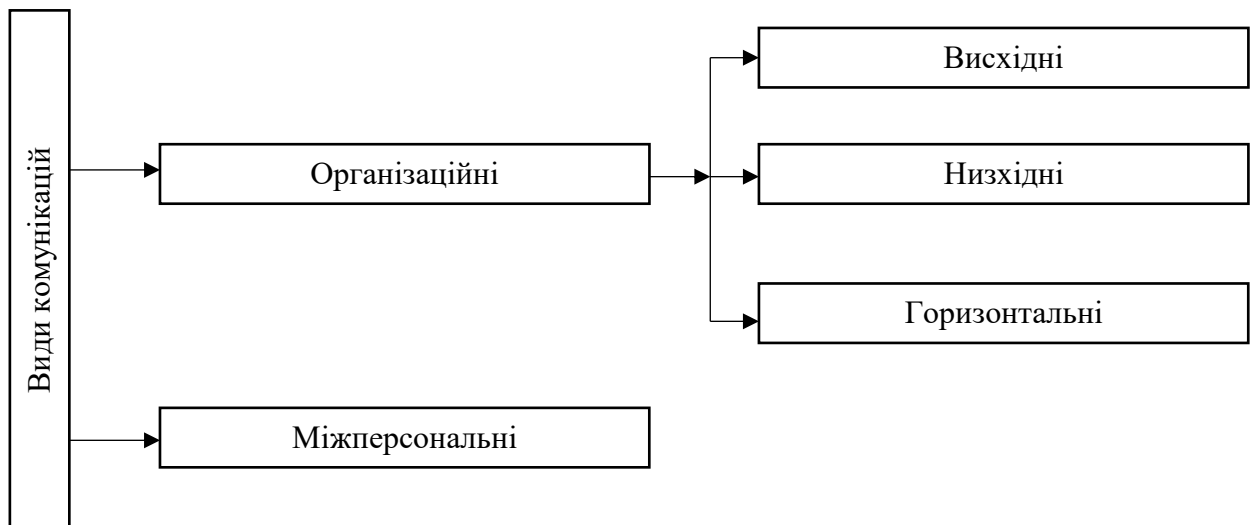 Види комунікацій
Організаційні
Висхідні
Низхідні
Горизонтальні
Міжперсональні